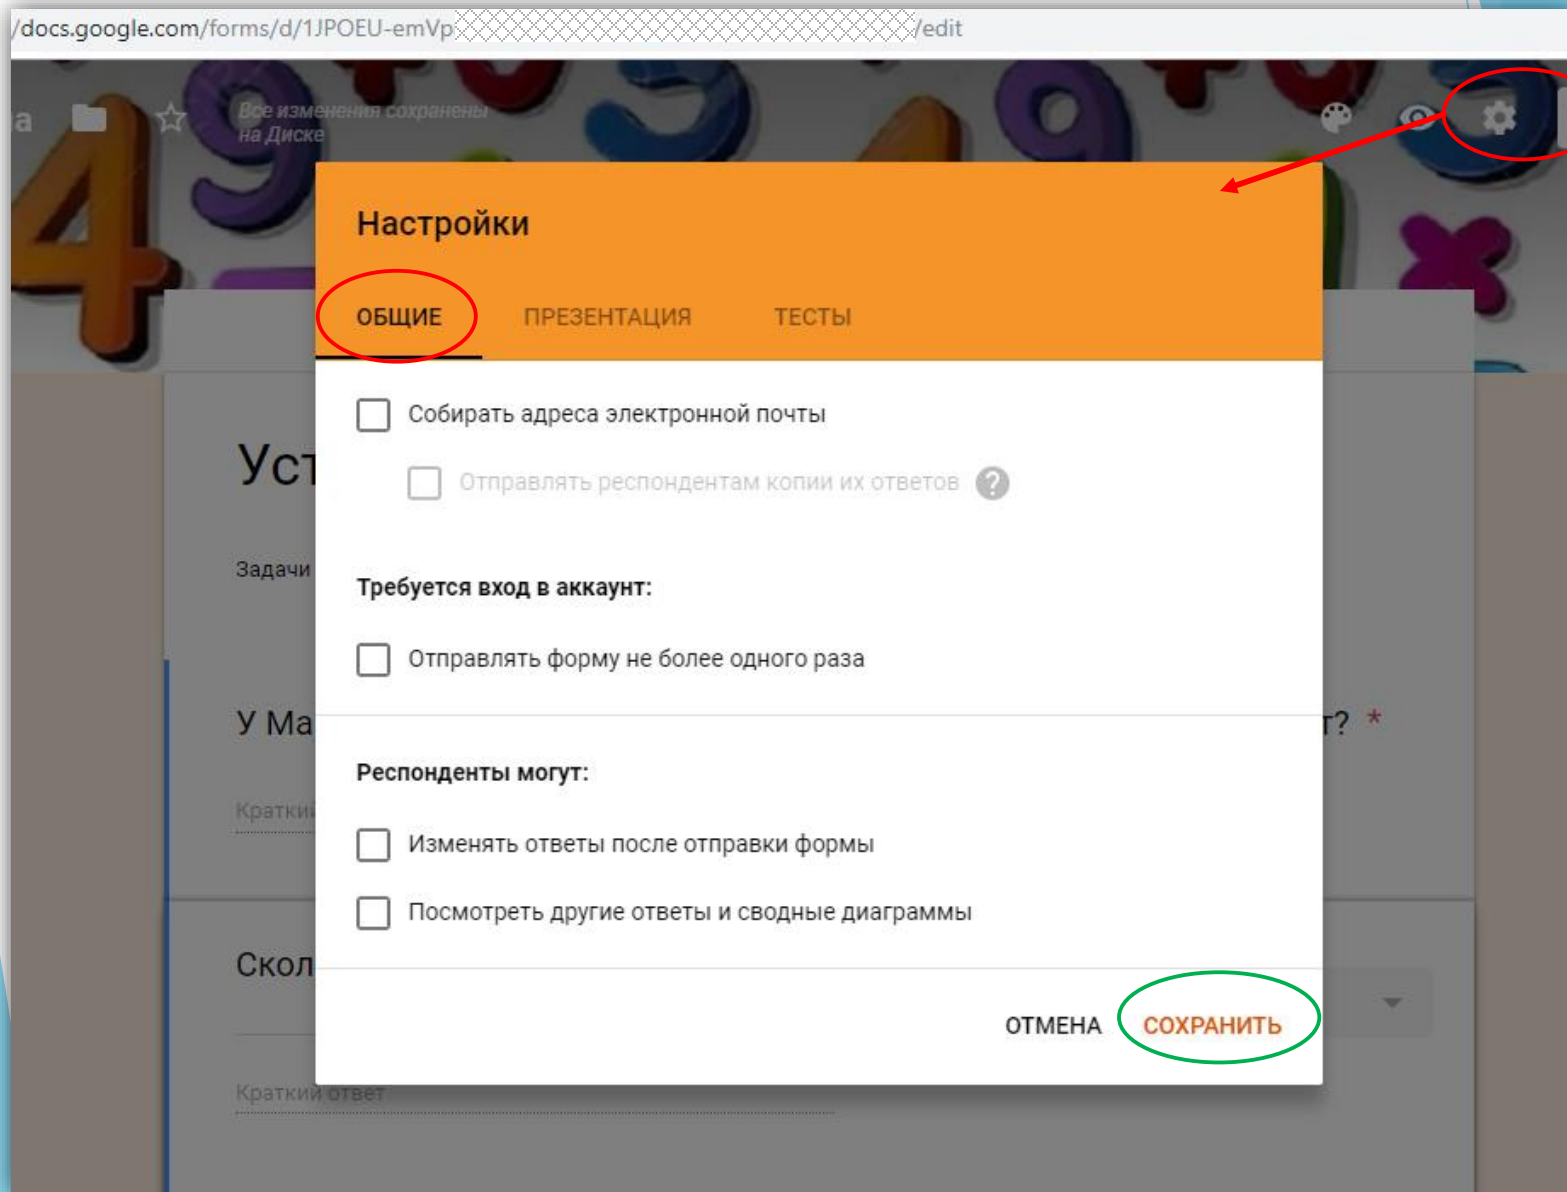 /docs.google.com/forms/d/1JPOEU-emVp /edit
Все изменения сохранены
на Диске
Настройки
ОБЩИЕ ПРЕЗЕНТАЦИЯ ТЕСТЫ
Собирать адреса электронной почты
Отправлять респондентам копии их ответов ?
Уст
Задачи
Требуется вход в аккаунт:
Отправлять форму не более одного раза
У Ма т? *
Респонденты могут:
Краткий
Изменять ответы после отправки формы
Посмотреть другие ответы и сводные диаграммы
Скол
ОТМЕНА СОХРАНИТЬ
Краткий ответ